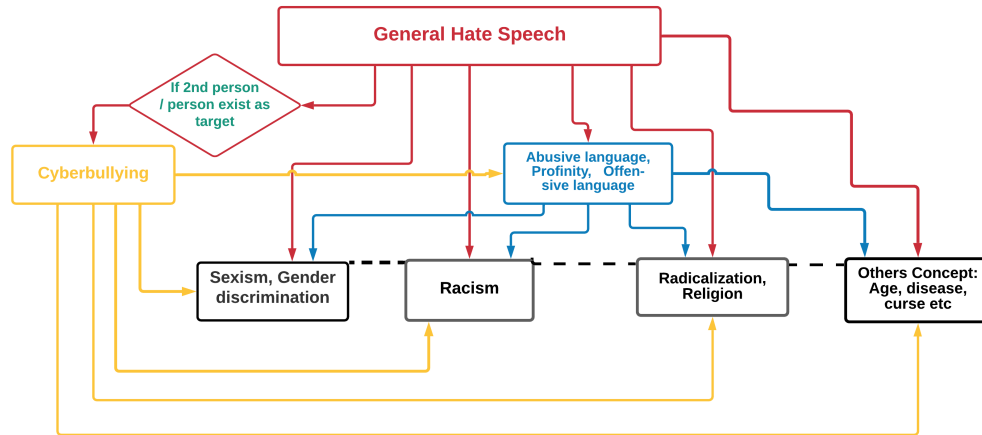 General Hate Speech
If 2nd person
/ person exist as
target
Cyberbullying
Abusive language,
Profinity, Offen-
sive language
Sexism, Gender
discrimination
Racism
Radicalization,
Religion
Others Concept:
Age, disease,
curse etc